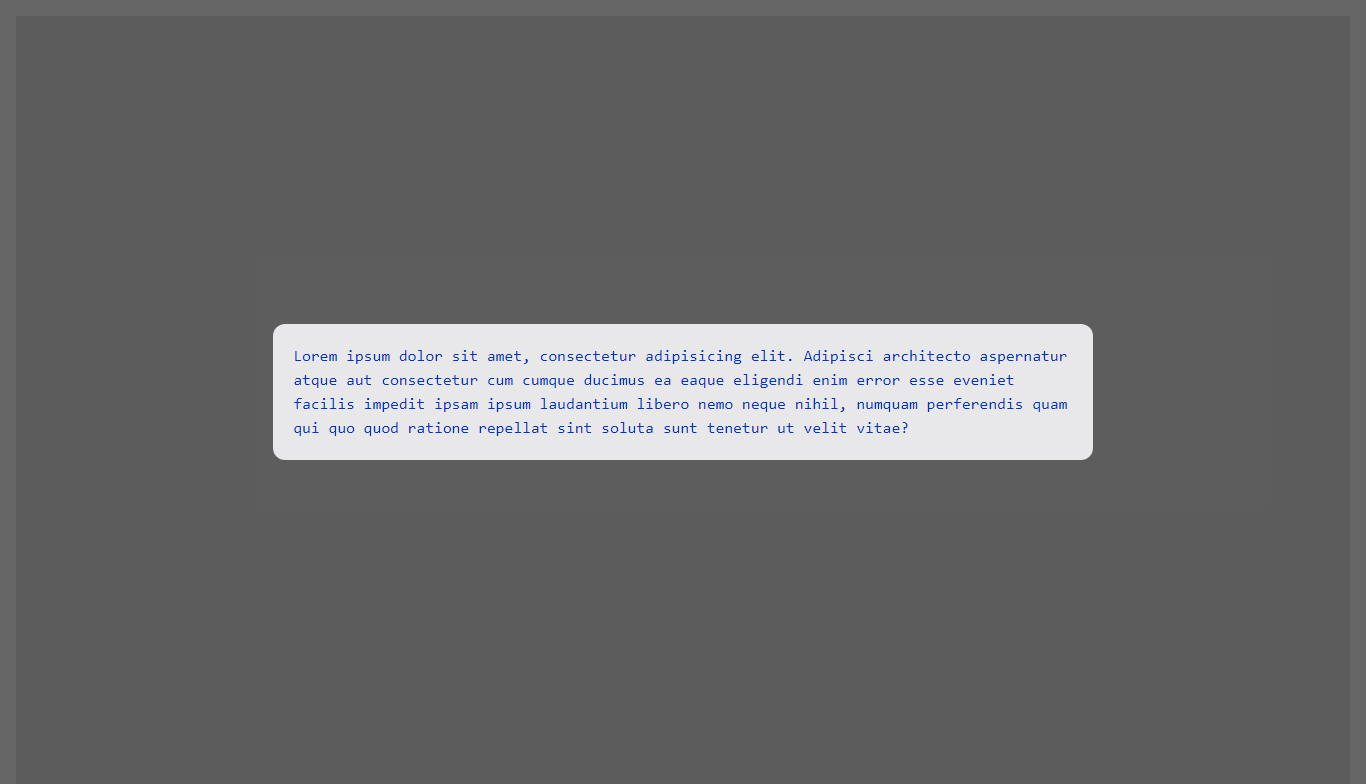 Lorem ipsum dolor sit amet, consectetur adipisicing elit. Adipisci architecto aspernatur
atque aut consectetur cum cumque ducimus ea eaque eligendi enim error esse eveniet
facilis impedit ipsam ipsum laudantium libero nemo neque nihil, numquam perferendis quam
qui quo quod ratione repellat sint soluta sunt tenetur ut velit vitae?